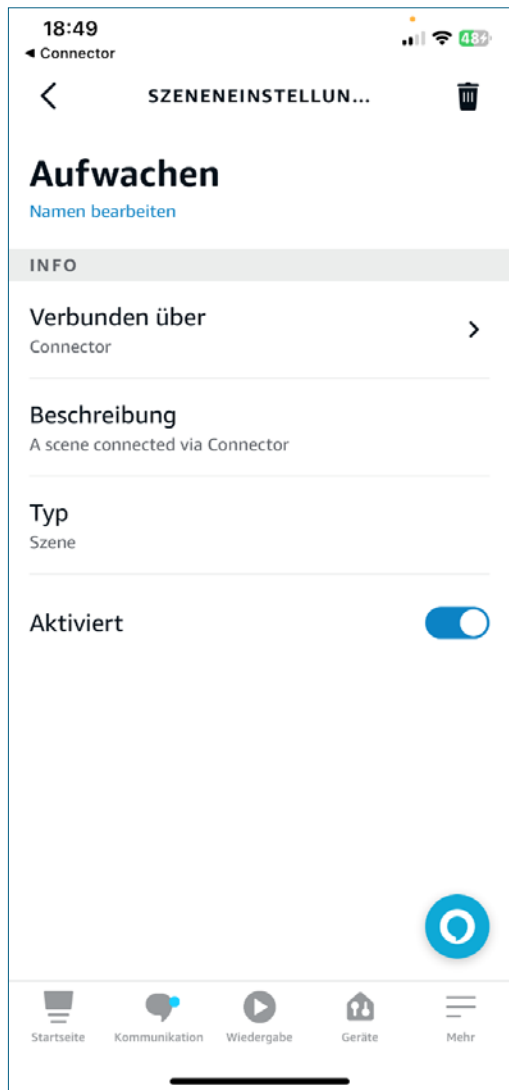 18:49
48
◄ Connector
SZENENEINSTELLUN...
Aufwachen
Namen bearbeiten
INFO
Verbunden über
Connector
Beschreibung
A scene connected via Connector
Typ
Szene
Aktiviert
Startseite Kommunikation Wiedergabe Geräte Mehr